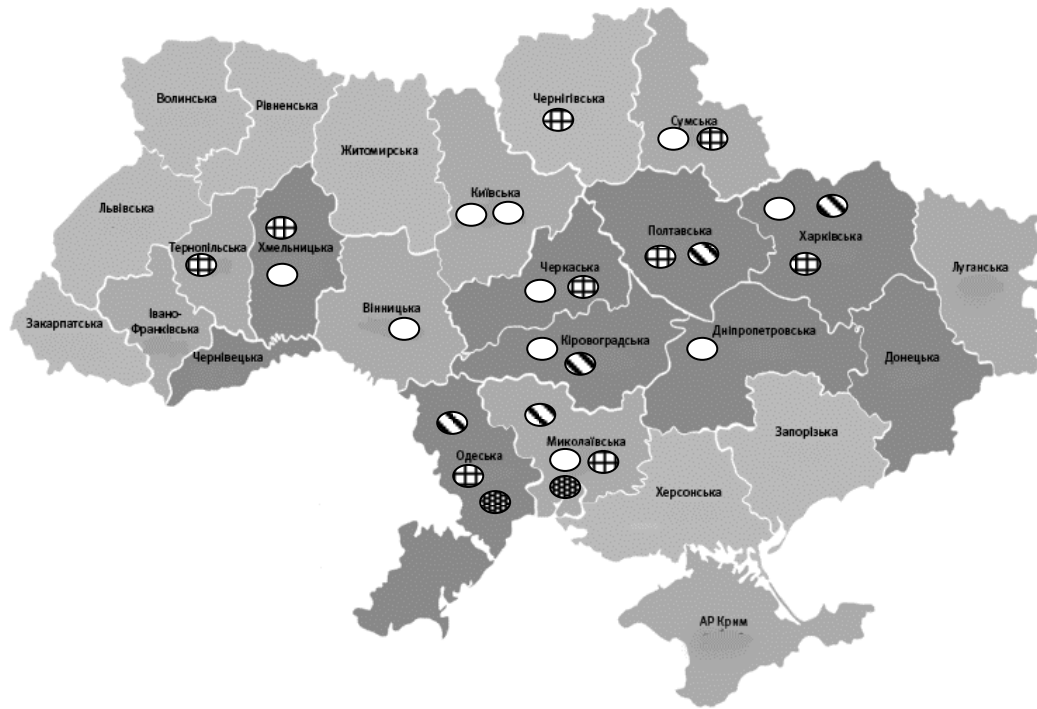 Волинська
Рівненська
Житомирська
Чернігівська
Сумська
Київська
Львівська
Тернопільська
Хмельницька
Полтавська
Харківська
Луганська
Черкаська
Вінницька
Закарпатська
Івано-
Франківська
Чернівецька
Кіровоградська
Дніпропетровська
Донецька
Запорізька
Одеська
Миколаївська
Херсонська
АР Крим